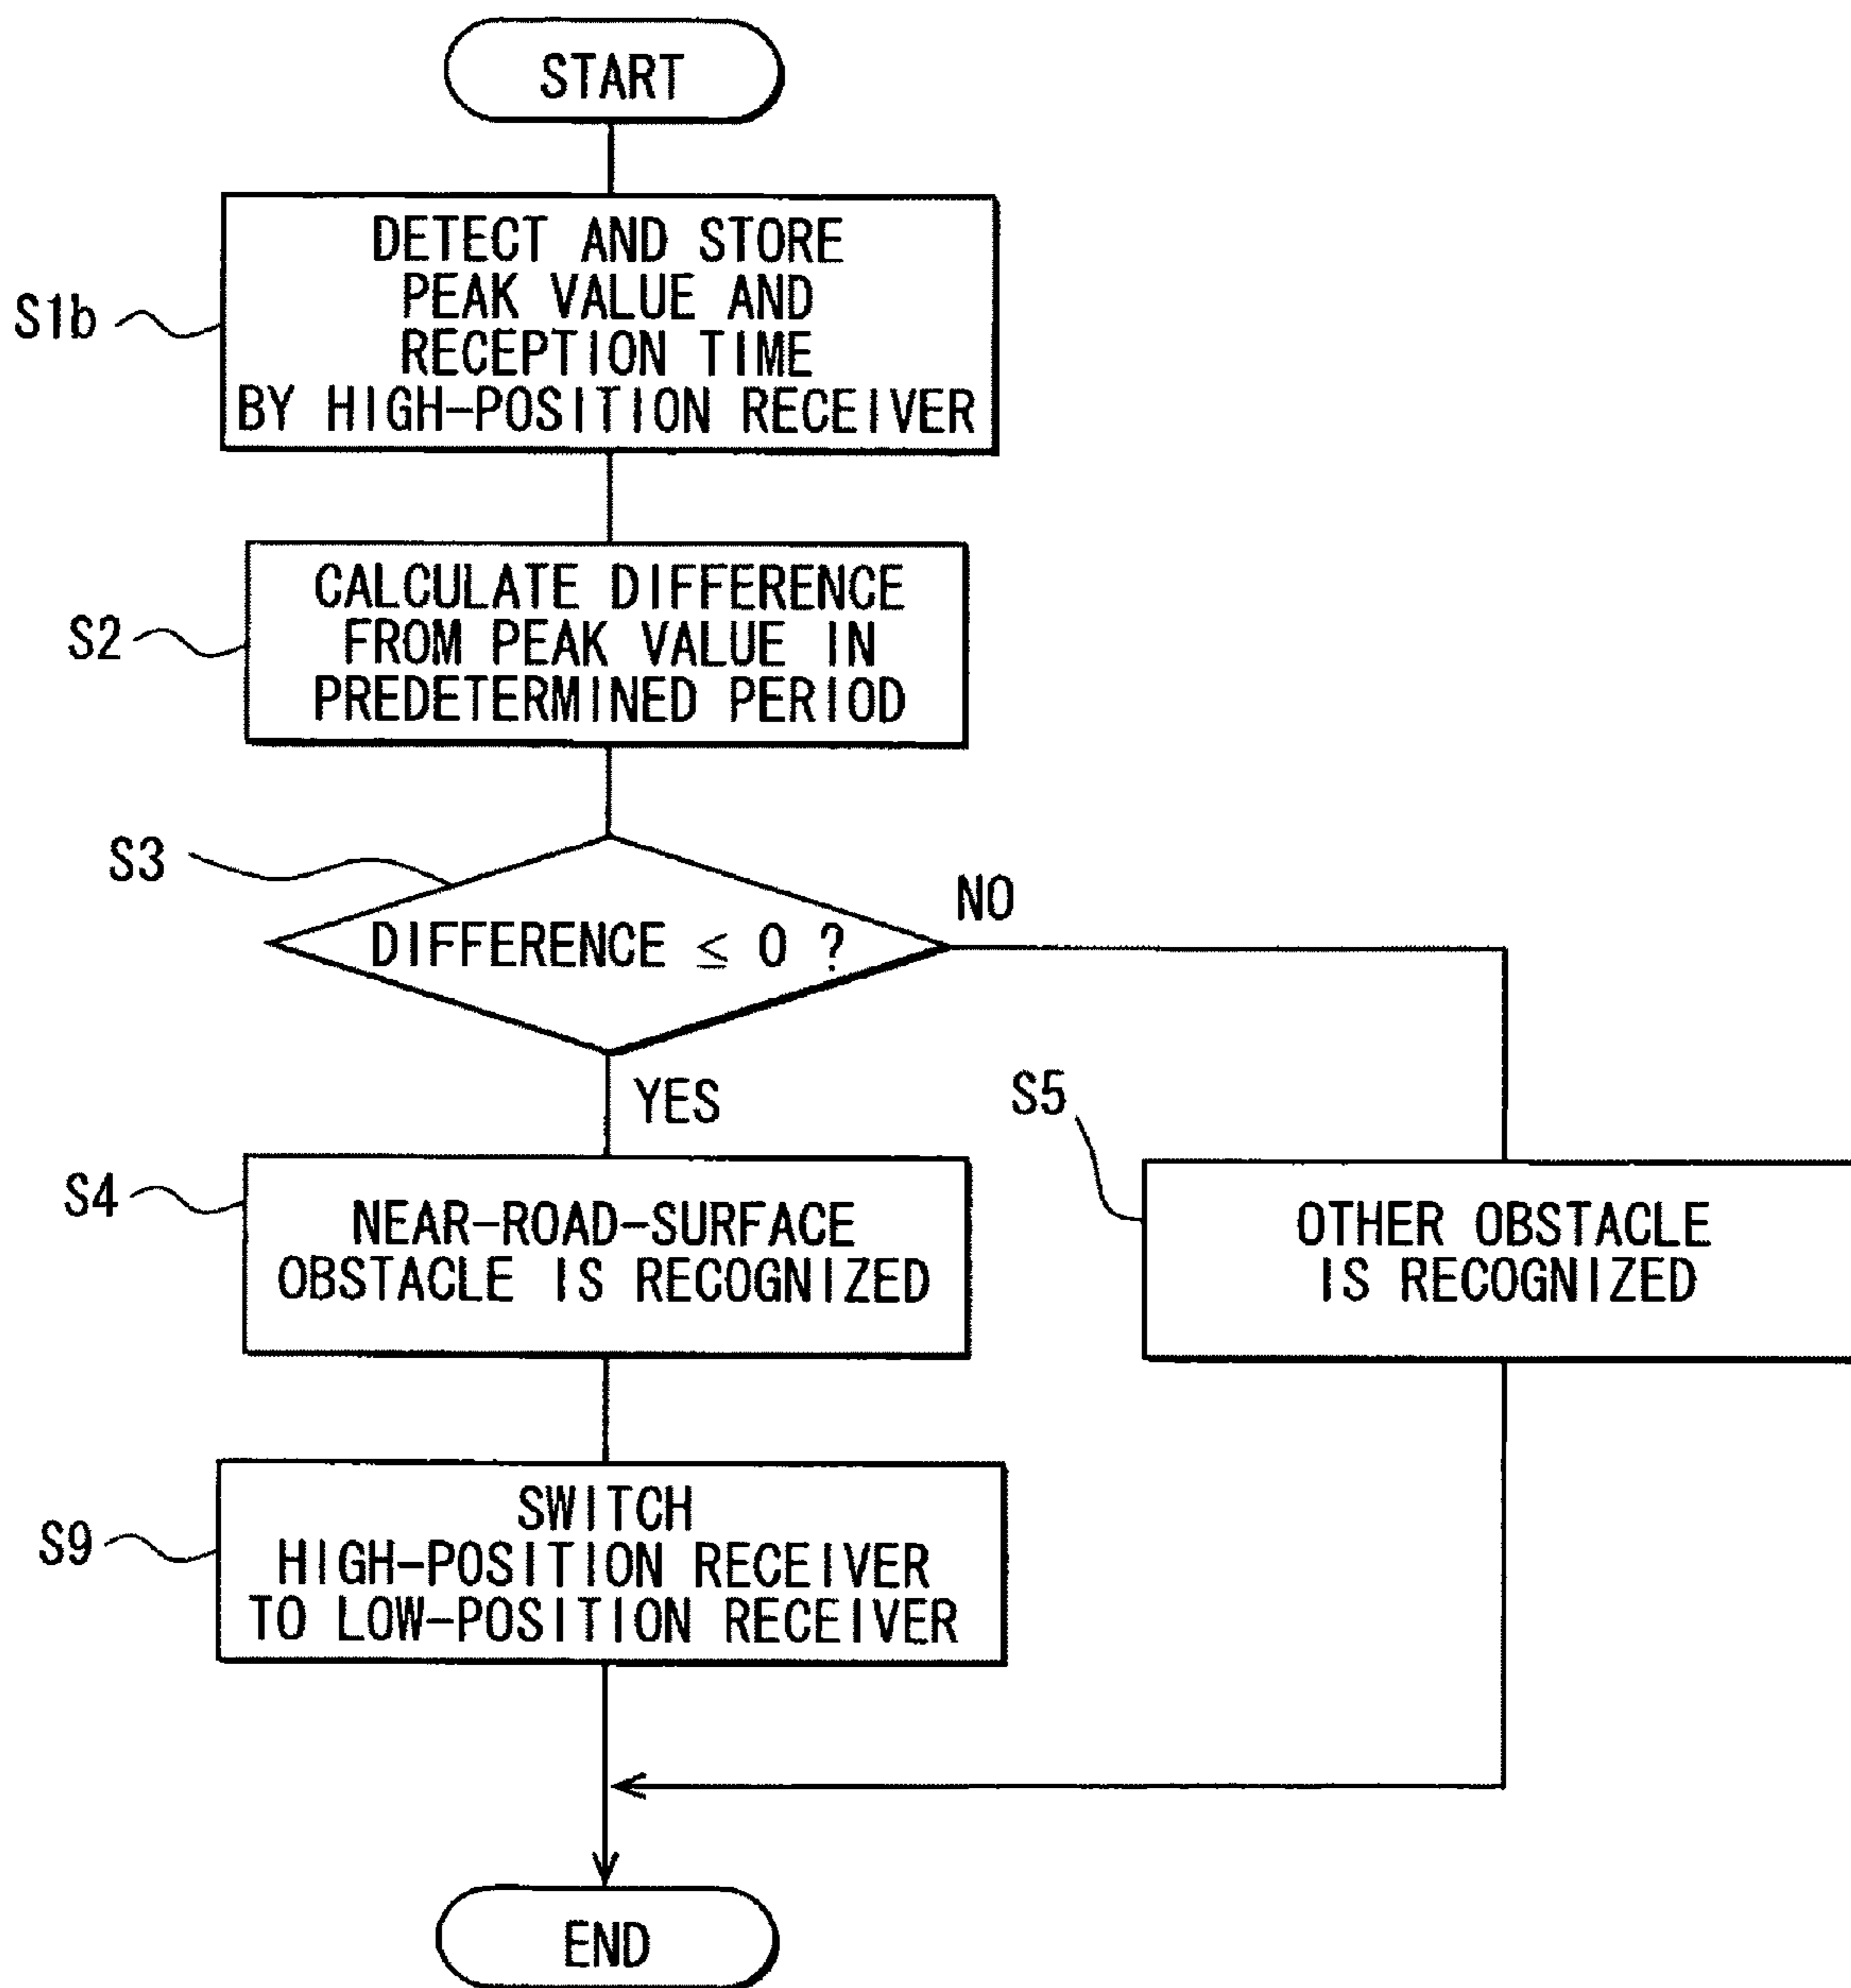 START
S1b
DETECT AND STORE
PEAK VALUE AND
RECEPTION TIME
BY HIGH-POSITION RECEIVER
S2
CALCULATE DIFFERENCE
FROM PEAK VALUE IN
PREDETERMINED PERIOD
S3
DIFFERENCE ≦ 0 ?
NO
YES
S4
NEAR-ROAD-SURFACE
OBSTACLE IS RECOGNIZED
S5
OTHER OBSTACLE
IS RECOGNIZED
S9
SWITCH
HIGH-POSITION RECEIVER
TO LOW-POSITION RECEIVER
END